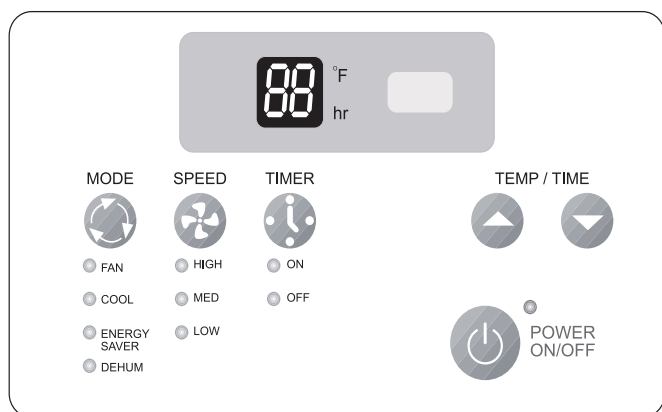 88 °F
hr
MODE SPEED TIMER TEMP / TIME
FAN HIGH ON
COOL MED OFF
ENERGY SAVER LOW
DEHUM
POWER
ON/OFF